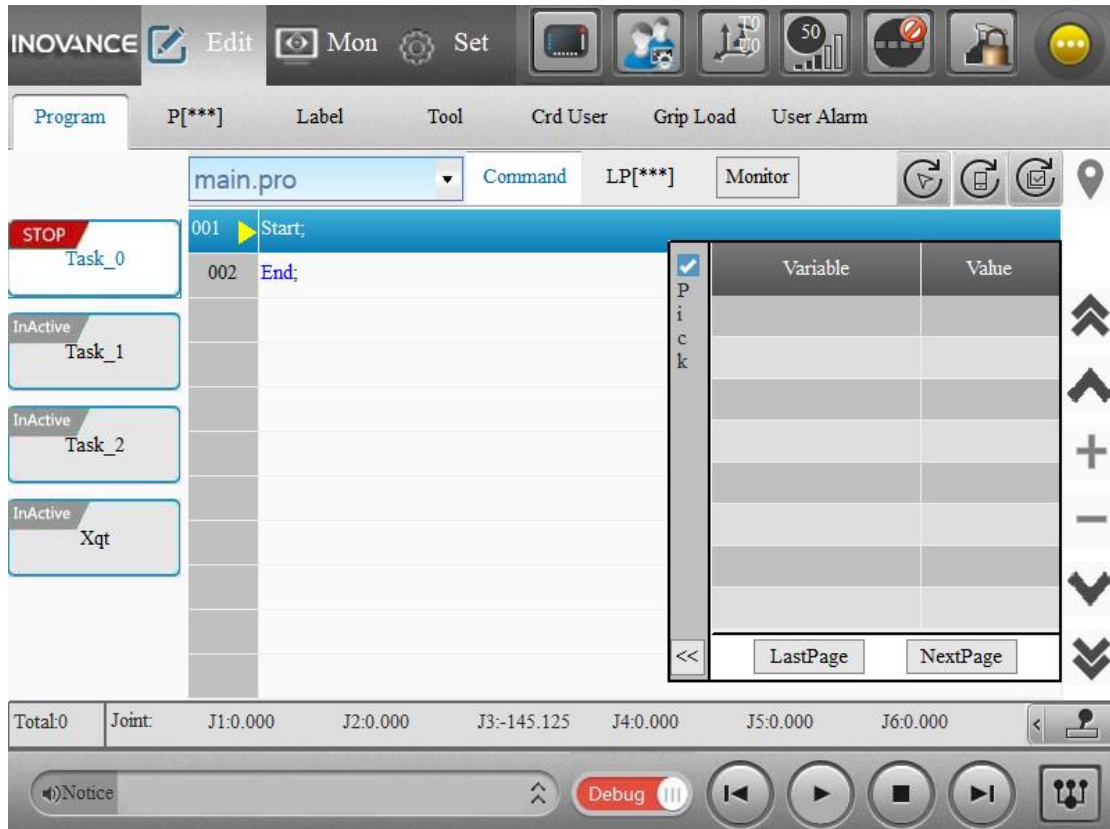 INOVANCE Edit Mon Set T0 U0 50
Program P[***] Label Tool Crd User Grip Load User Alarm
main.pro Command LP[***] Monitor
STOP
Task_0
InActive
Task_1
InActive
Task_2
InActive
Xqt
001 Start;
002 End;
Pick
Variable Value
<< LastPage NextPage
Total:0 Joint: J1:0.000 J2:0.000 J3:-145.125 J4:0.000 J5:0.000 J6:0.000 <
Notice Debug